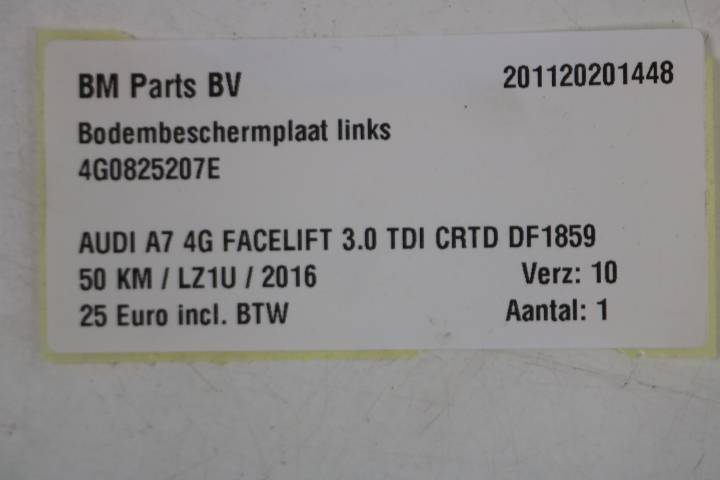 BM Parts BV 201120201448
Bodembeschermplaat links
4G0825207E
AUDI A7 4G FACELIFT 3.0 TDI CRTD DF1859
50 KM / LZ1U / 2016 Verz: 10
25 Euro incl. BTW Aantal: 1